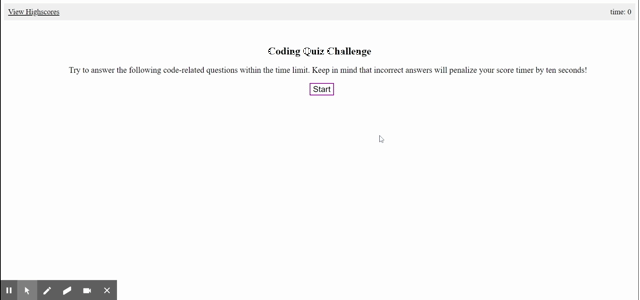 View Highscores
time: 0
Coding Quiz Challenge
Try to answer the following code-related questions within the time limit. Keep in mind that incorrect answers will penalize your score timer by ten seconds!
Start